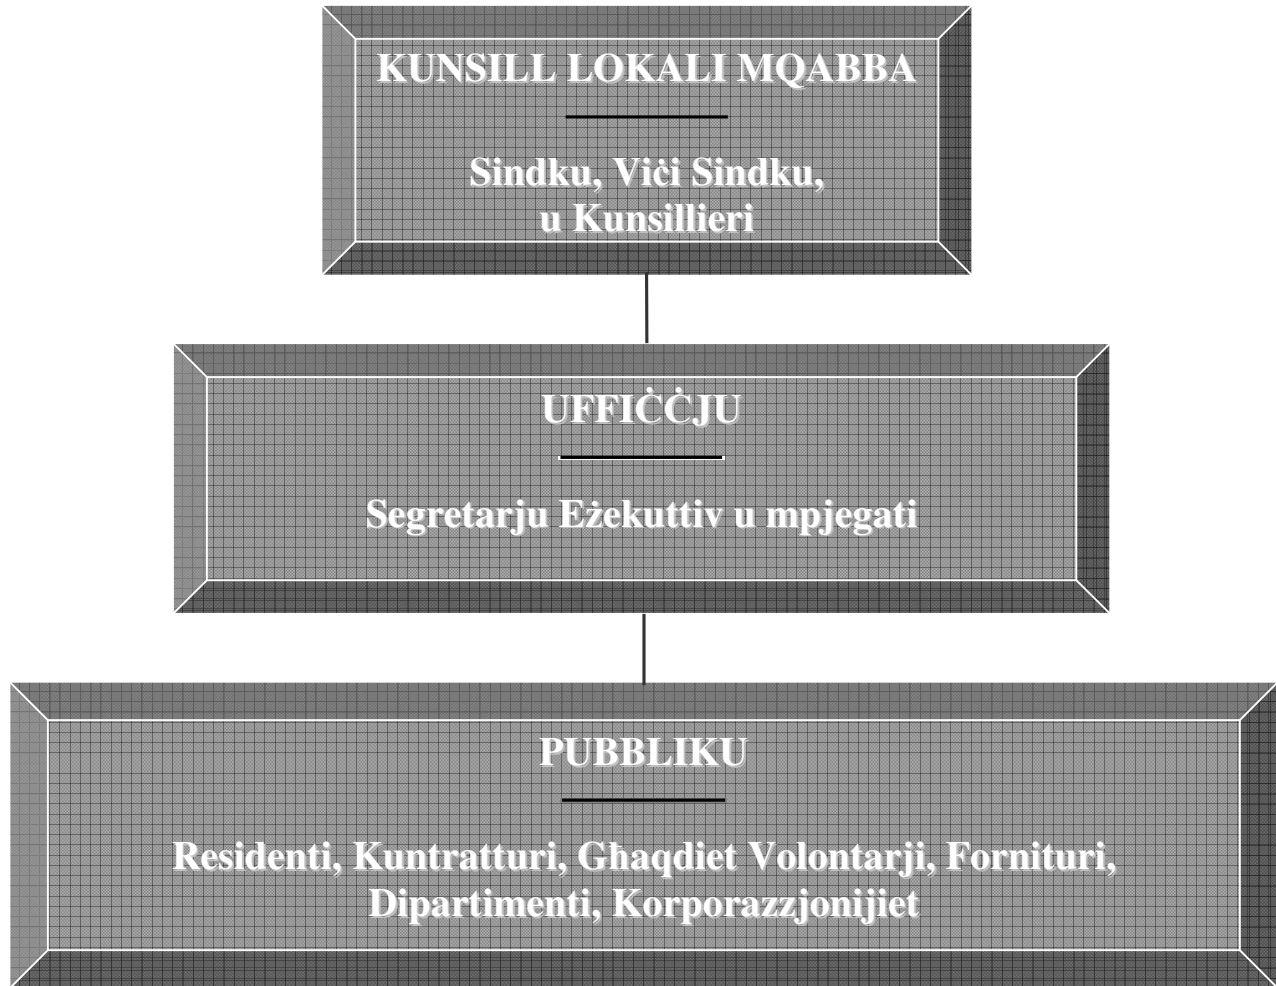 KUNSILL LOKALI MQABBA
Sindku, Viċi Sindku,
u Kunsillieri
UFFIĊĊJU
Segretarju Eżekuttiv u mpjegati
PUBBLIKU
Residenti, Kuntratturi, Għaqdiet Volontarji, Fornituri,
Dipartimenti, Korporazzjonijiet